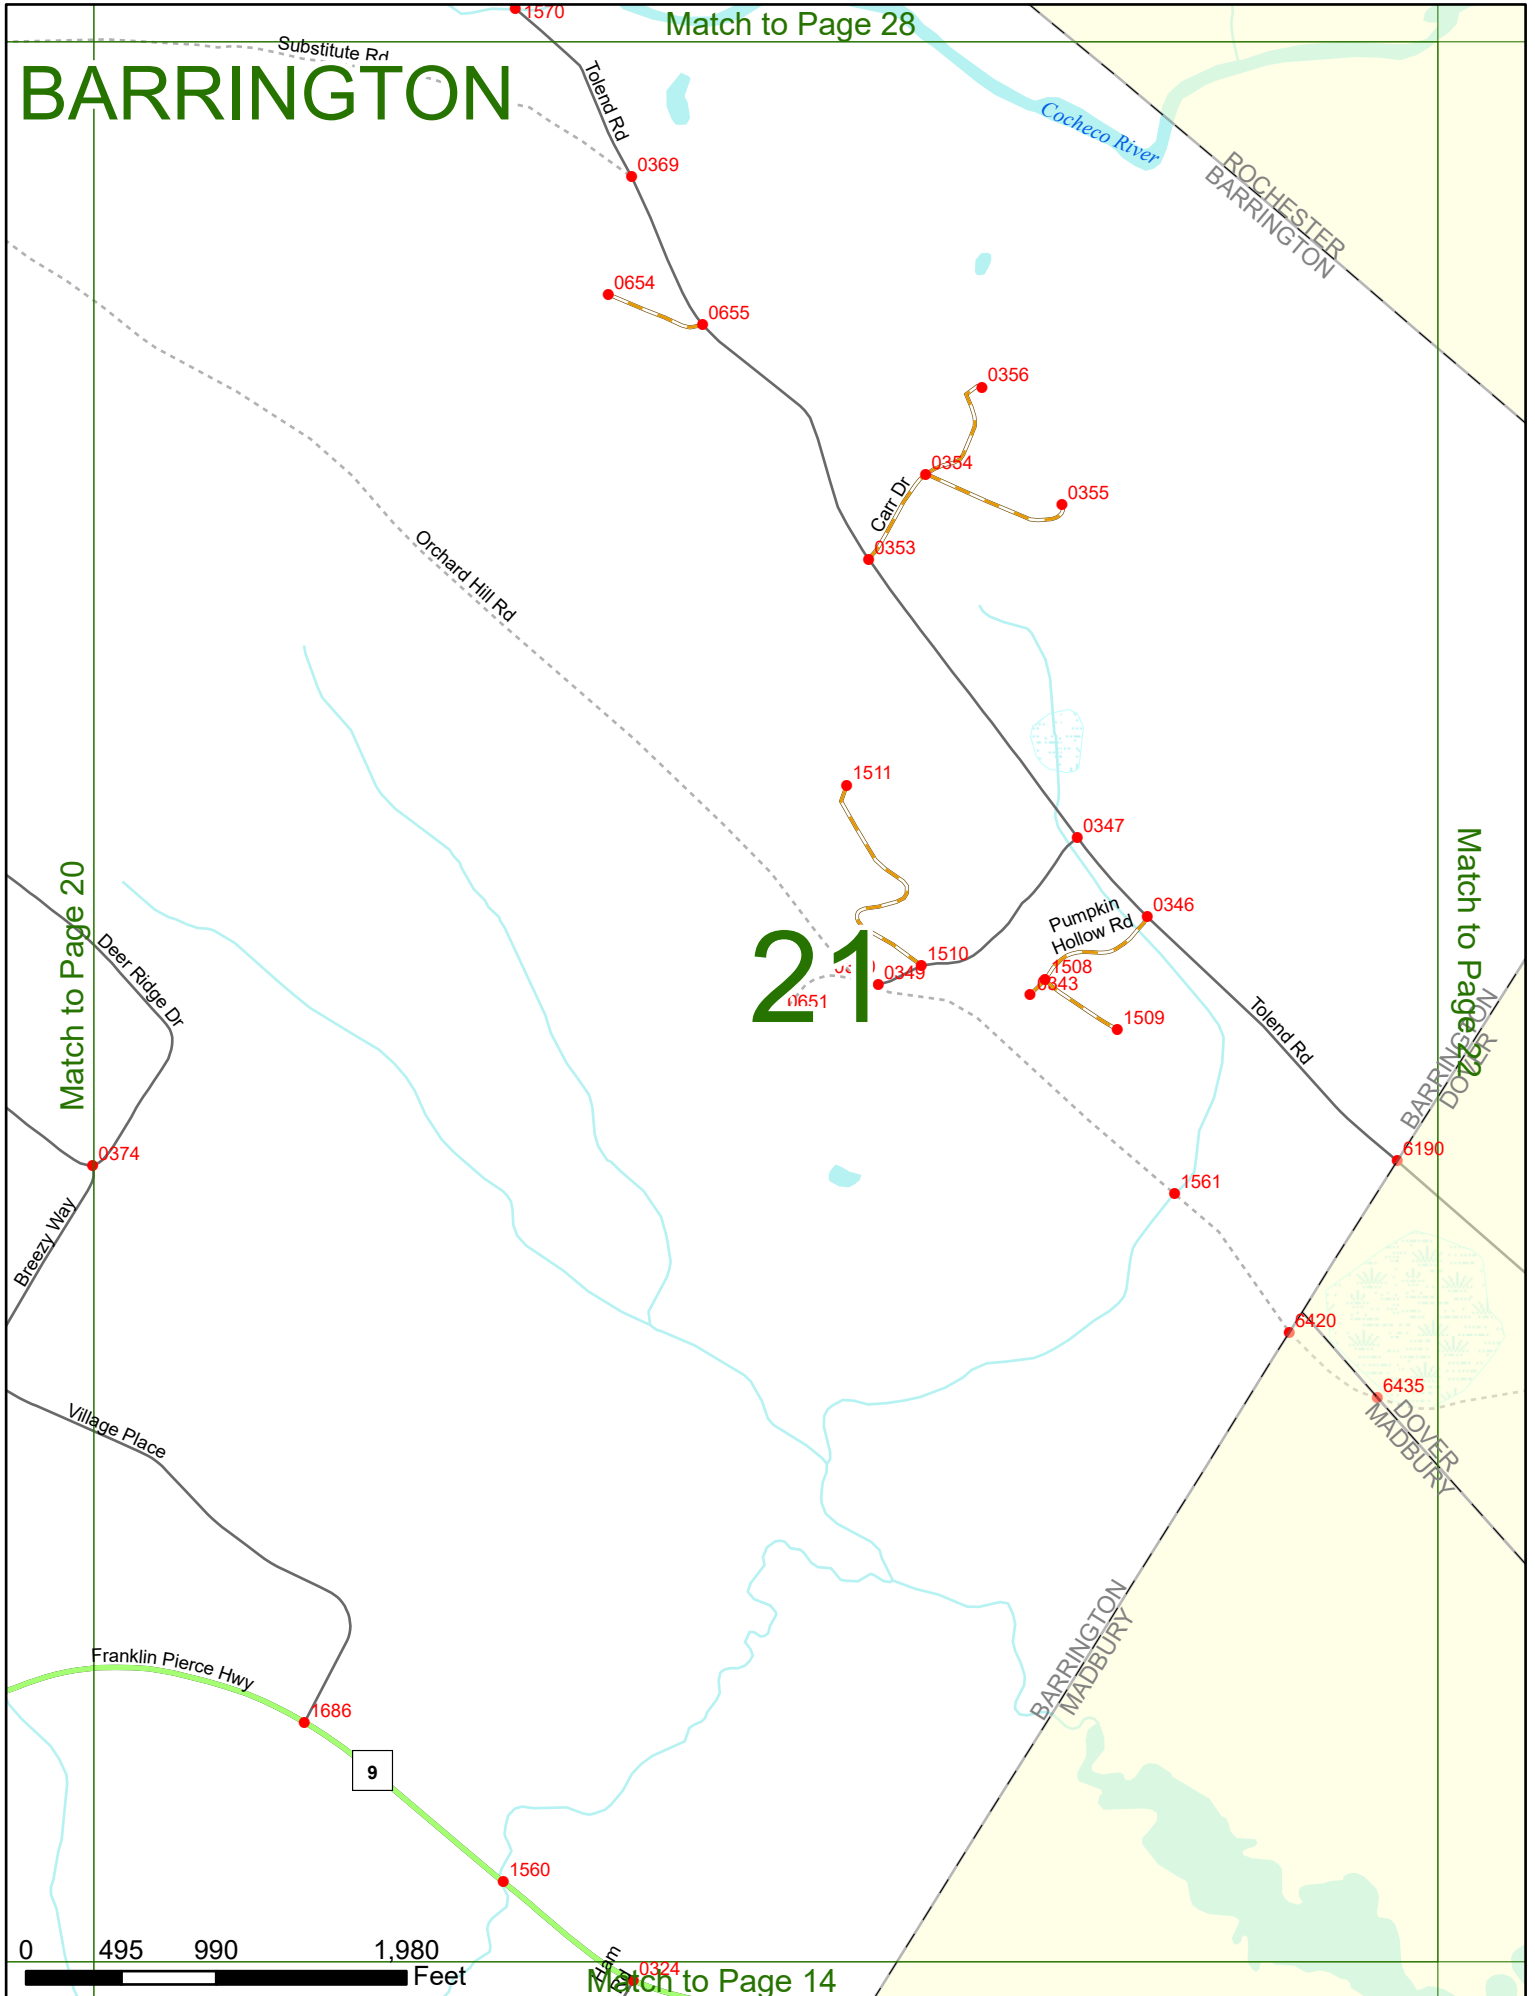 1570
Match to Page 28
Substitute Rd
BARRINGTON
Tolend Rd
Cocheco River
0369
ROCHESTER
BARRINGTON
0654
0655
0356
0354
0355
Carr Dr
0353
Orchard Hill Rd
1511
0347
Match to Page 20
Match to Page 22
0346
Pumpkin
Hollow Rd
Deer Ridge Dr
21
1510
0349
1508
0343
0651
1509
Tolend Rd
BARRINGTON
DOVER
0374
6190
1561
Breezy Way
6420
6435
Village Place
DOVER
MADBURY
BARRINGTON
MADBURY
Franklin Pierce Hwy
1686
9
1560
0 495 990 1,980
Feet
Ham
Rd
0324
Match to Page 14